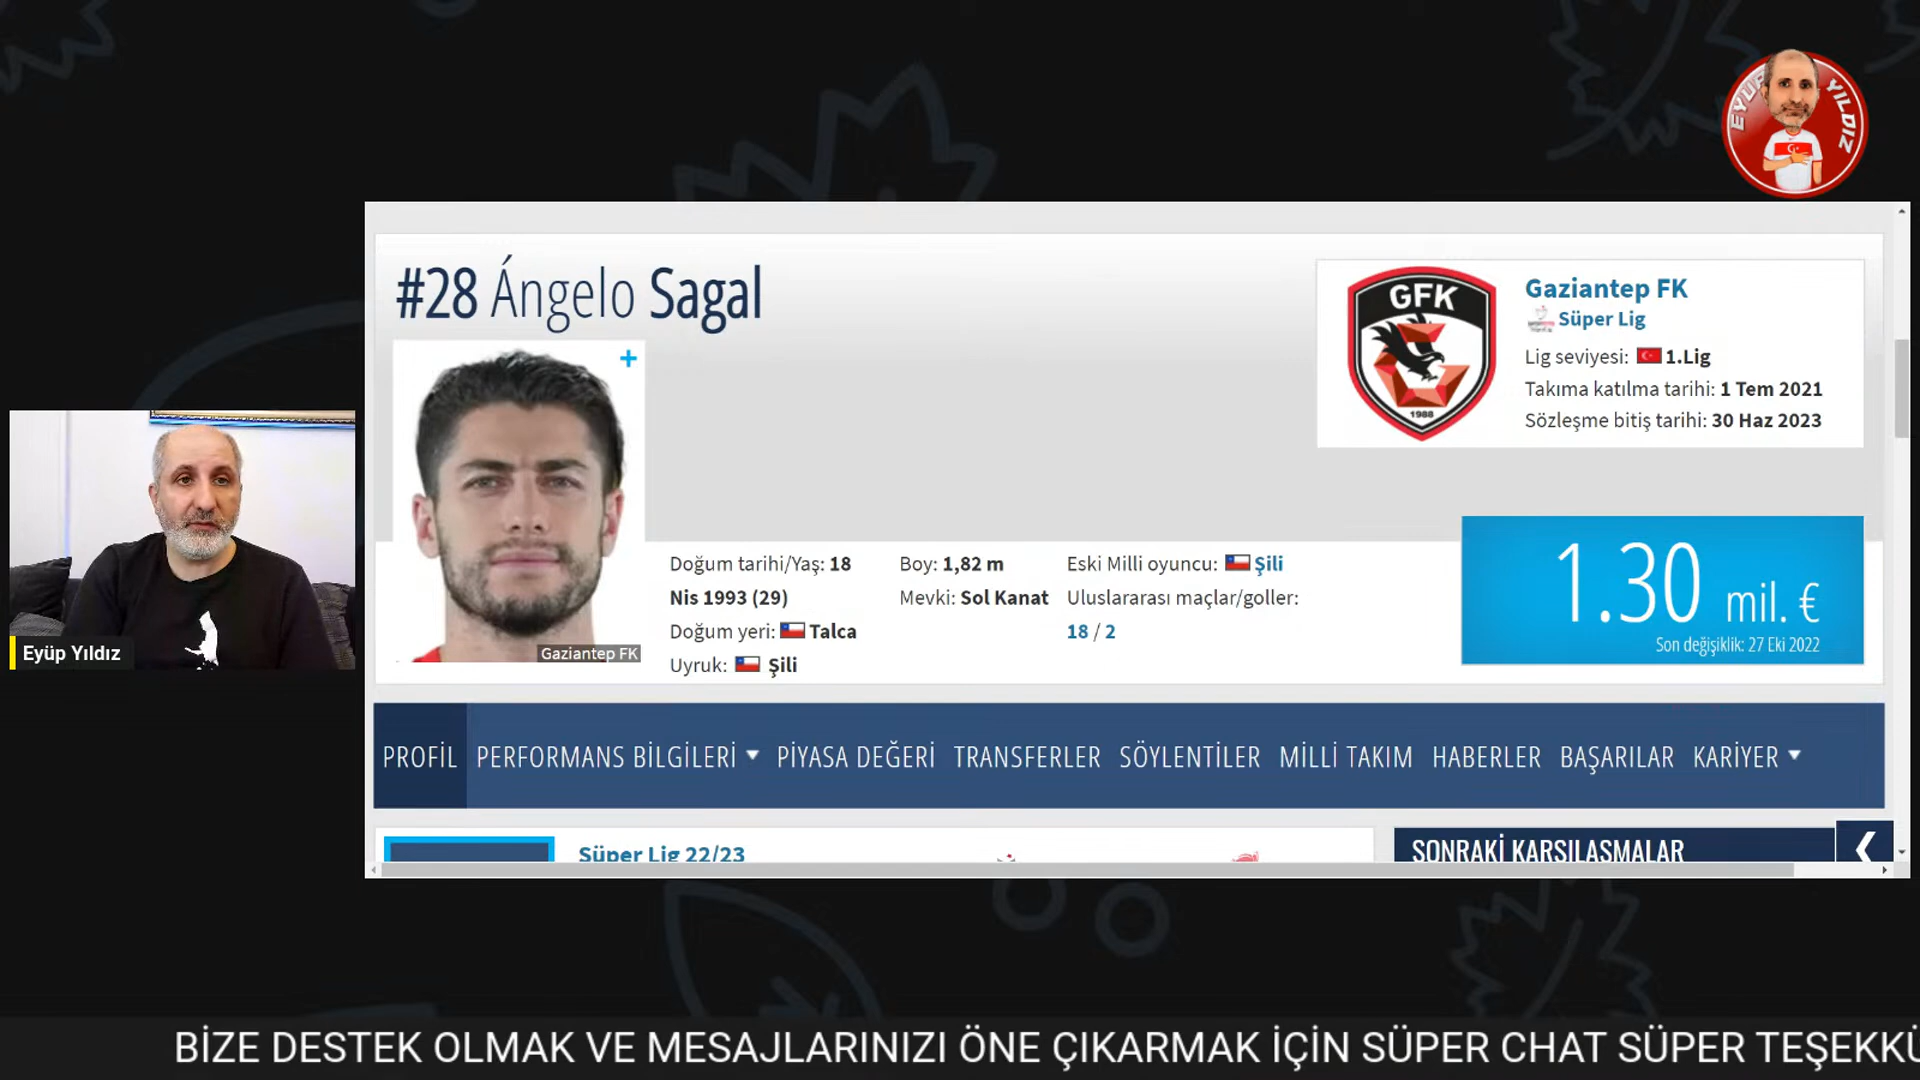 EYÜP YILDIZ
#28 Ángelo Sagal
Gaziantep FK
Süper Lig
Lig seviyesi: 1.Lig
Takıma katılma tarihi: 1 Tem 2021
Sözleşme bitiş tarihi: 30 Haz 2023
GFK
1988
+
Gaziantep FK
Doğum tarihi/Yaş: 18
Nis 1993 (29)
Doğum yeri: Talca
Uyruk: Şili
Boy: 1,82 m
Mevki: Sol Kanat
Eski Milli oyuncu: Şili
Uluslararası maçlar/goller:
18 / 2
1.30 mil. €
Son değişiklik: 27 Eki 2022
Eyüp Yıldız
PROFİL PERFORMANS BİLGİLERİ PİYASA DEĞERİ TRANSFERLER SÖYLENTİLER MİLLİ TAKIM HABERLER BAŞARILAR KARİYER
Süper Lig 22/23
SONRAKİ KARŞILAŞMALAR
BİZE DESTEK OLMAK VE MESAJLARINIZI ÖNE ÇIKARMAK İÇİN SÜPER CHAT SÜPER TEŞEKKÜ